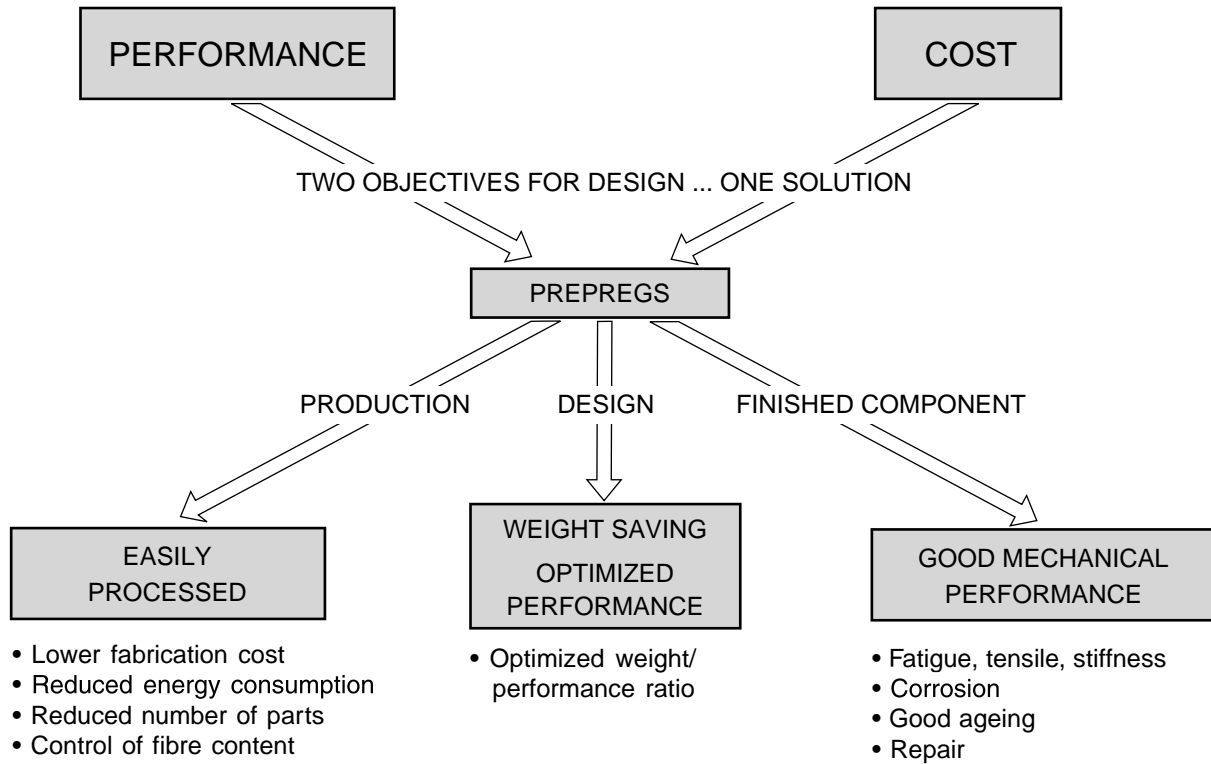 PERFORMANCE
COST
TWO OBJECTIVES FOR DESIGN ... ONE SOLUTION
PREPREGS
PRODUCTION
DESIGN
FINISHED COMPONENT
EASILY
PROCESSED
WEIGHT SAVING
OPTIMIZED
PERFORMANCE
GOOD MECHANICAL
PERFORMANCE
• Lower fabrication cost
• Reduced energy consumption
• Reduced number of parts
• Control of fibre content
• Optimized weight/
performance ratio
• Fatigue, tensile, stiffness
• Corrosion
• Good ageing
• Repair